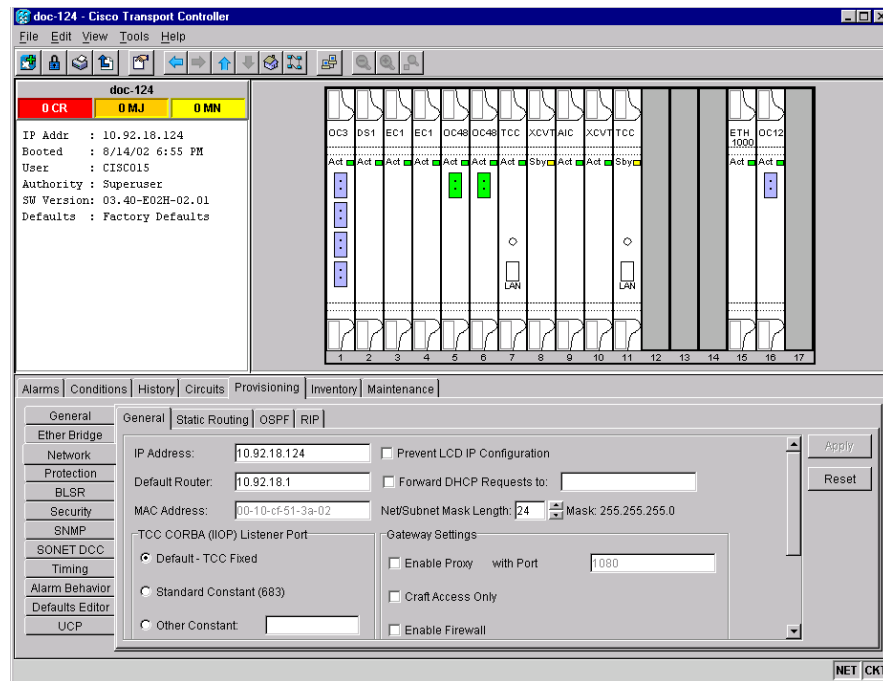 doc-124 - Cisco Transport Controller
File Edit View Tools Help
doc-124
0 CR 0 MJ 0 MN
IP Addr : 10.92.18.124
Booted : 8/14/02 6:55 PM
User : CISCO15
Authority : Superuser
SW Version: 03.40-E02H-02.01
Defaults : Factory Defaults
OC3 DS1 EC1 EC1 OC48 OC48 TCC XCVT AIC XCVT TCC ETH 1000 OC12
Act Act Act Act Act Act Act Sby Act Act Sby Act Act
LAN LAN
1 2 3 4 5 6 7 8 9 10 11 12 13 14 15 16 17
Alarms Conditions History Circuits Provisioning Inventory Maintenance
General
Ether Bridge
Network
Protection
BLSR
Security
SNMP
SONET DCC
Timing
Alarm Behavior
Defaults Editor
UCP
General Static Routing OSPF RIP
IP Address: 10.92.18.124 Prevent LCD IP Configuration
Default Router: 10.92.18.1 Forward DHCP Requests to:
MAC Address: 00-10-cf-51-3a-02 Net/Subnet Mask Length: 24 Mask: 255.255.255.0
TCC CORBA (IIOP) Listener Port
Default - TCC Fixed
Standard Constant (683)
Other Constant:
Gateway Settings
Enable Proxy with Port 1080
Craft Access Only
Enable Firewall
Apply
Reset
NET CKT